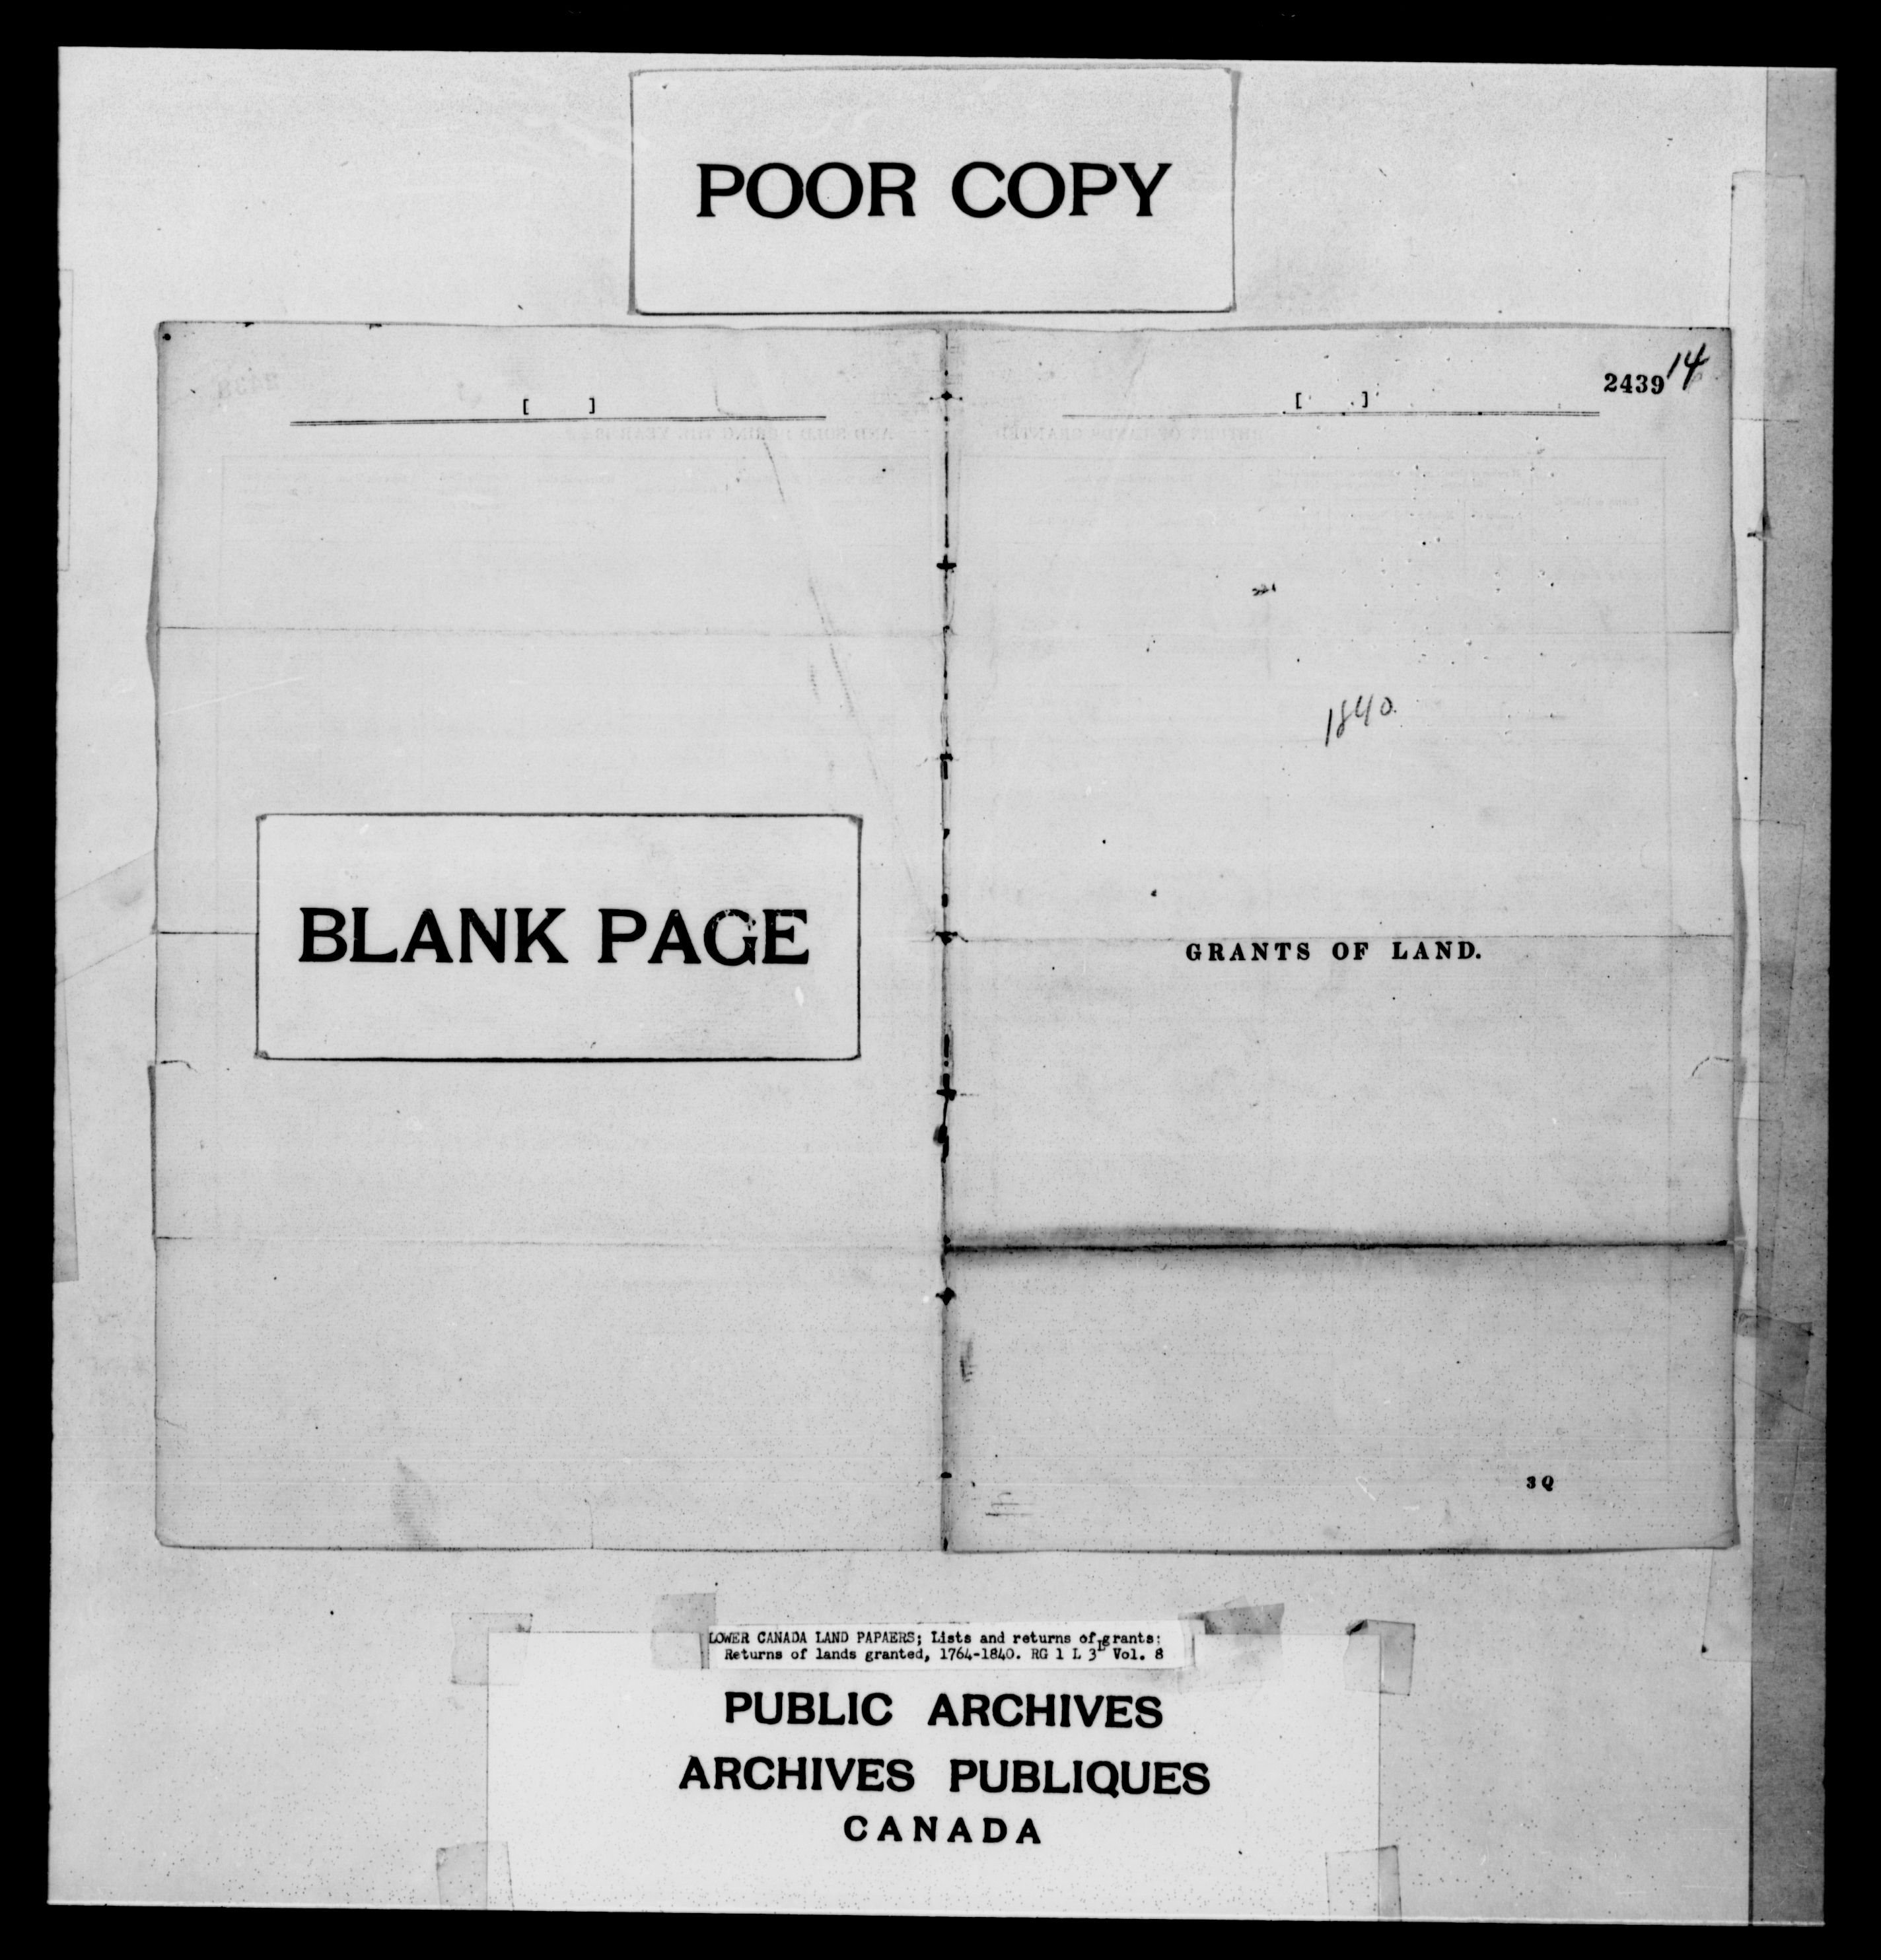 POOR COPY
[ ]
[ ]
2439 14
1840
BLANK PAGE
GRANTS OF LAND.
3 Q
LOWER CANADA LAND PAPAERS; Lists and returns of grants:
Returns of lands granted, 1764-1840. RG 1 L 3L Vol. 8
PUBLIC ARCHIVES
ARCHIVES PUBLIQUES
CANADA